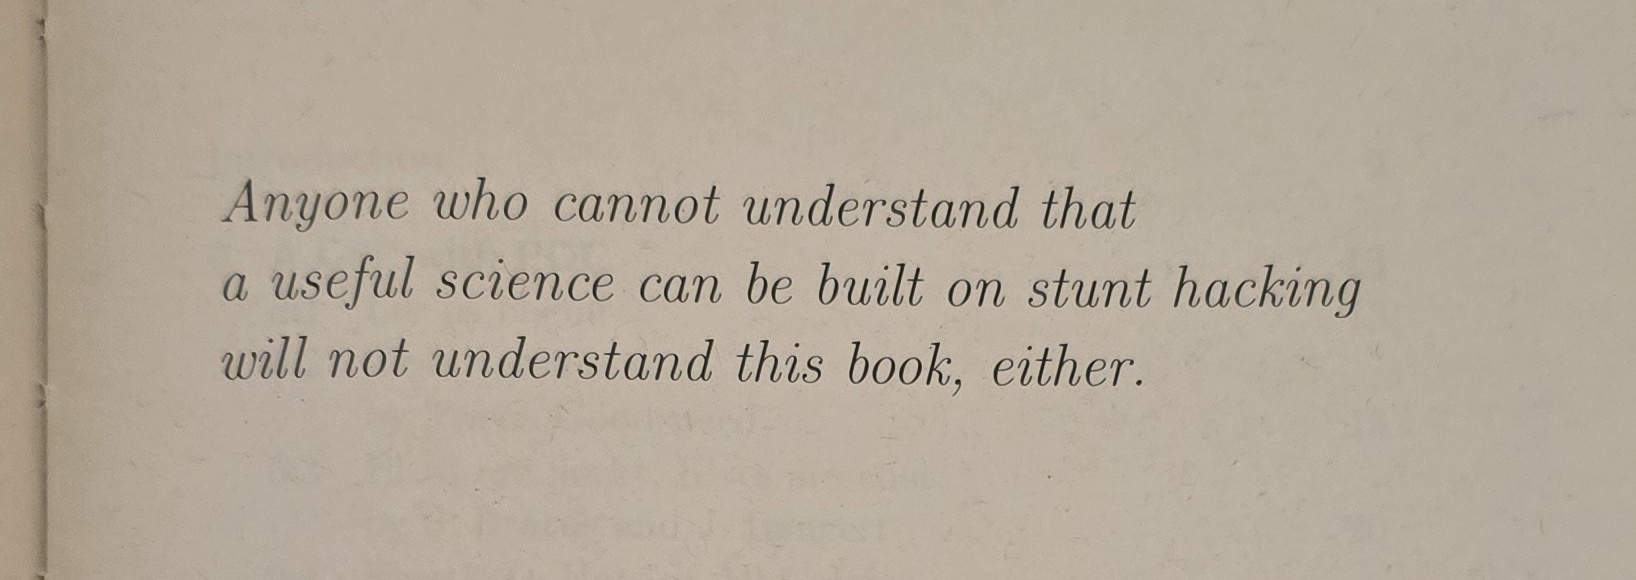 Anyone who cannot understand that
a useful science can be built on stunt hacking
will not understand this book, either.